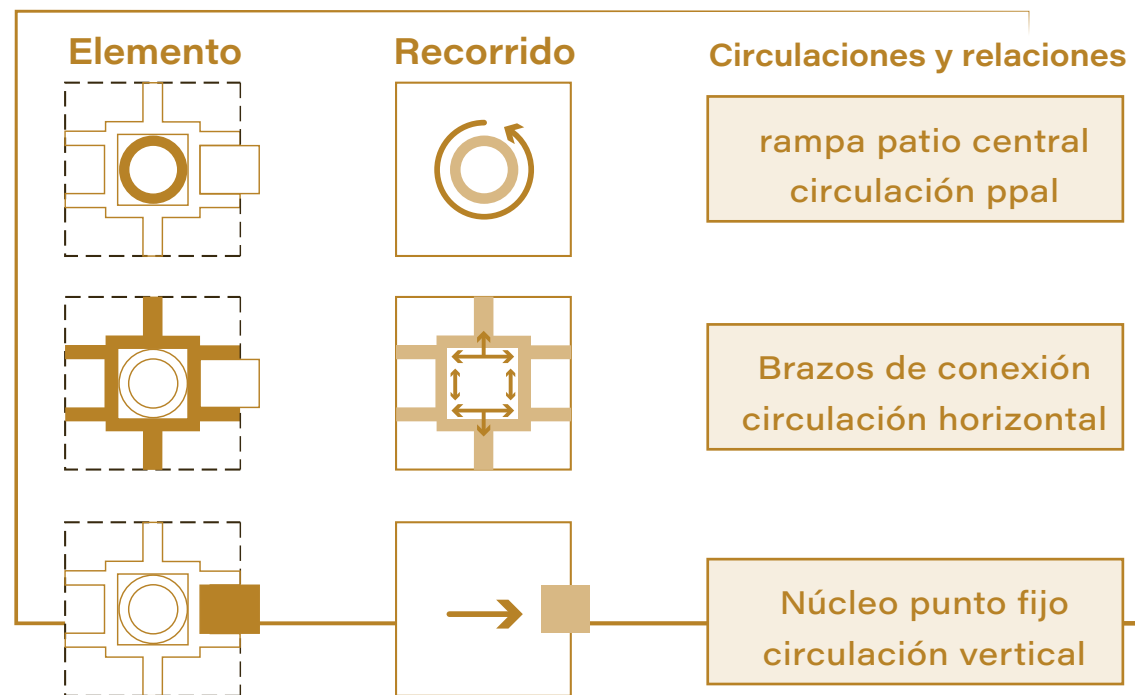 Elemento
Recorrido
Circulaciones y relaciones
rampa patio central
circulación ppal
Brazos de conexión
circulación horizontal
Núcleo punto fijo
circulación vertical